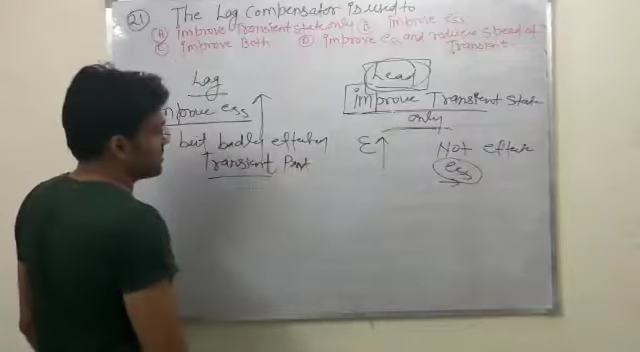 21 The Lag Compensator is used to
(A) improve Transient state only (B) improve ess
(C) improve Both (D) improve ess and reduce speed of Transient
Lag
improve ess
but badly effecting
Transient Part
Lead
improve Transient State
only
ε↑ Not effect
ess